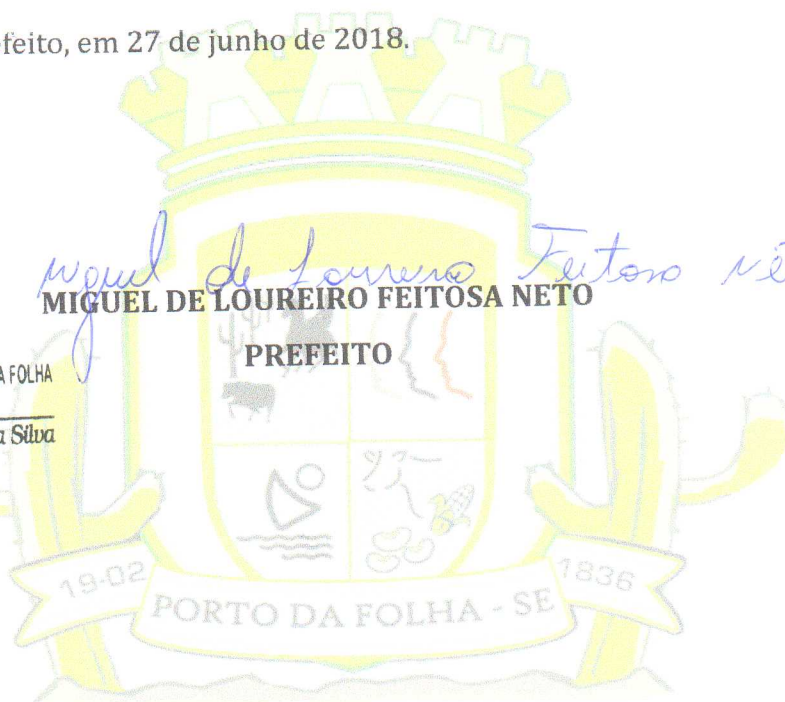 feito, em 27 de junho de 2018.
Miguel de Loureiro Feitosa Né
MIGUEL DE LOUREIRO FEITOSA NETO
PREFEITO
A FOLHA
a Silva
19-02
1836
PORTO DA FOLHA - SE